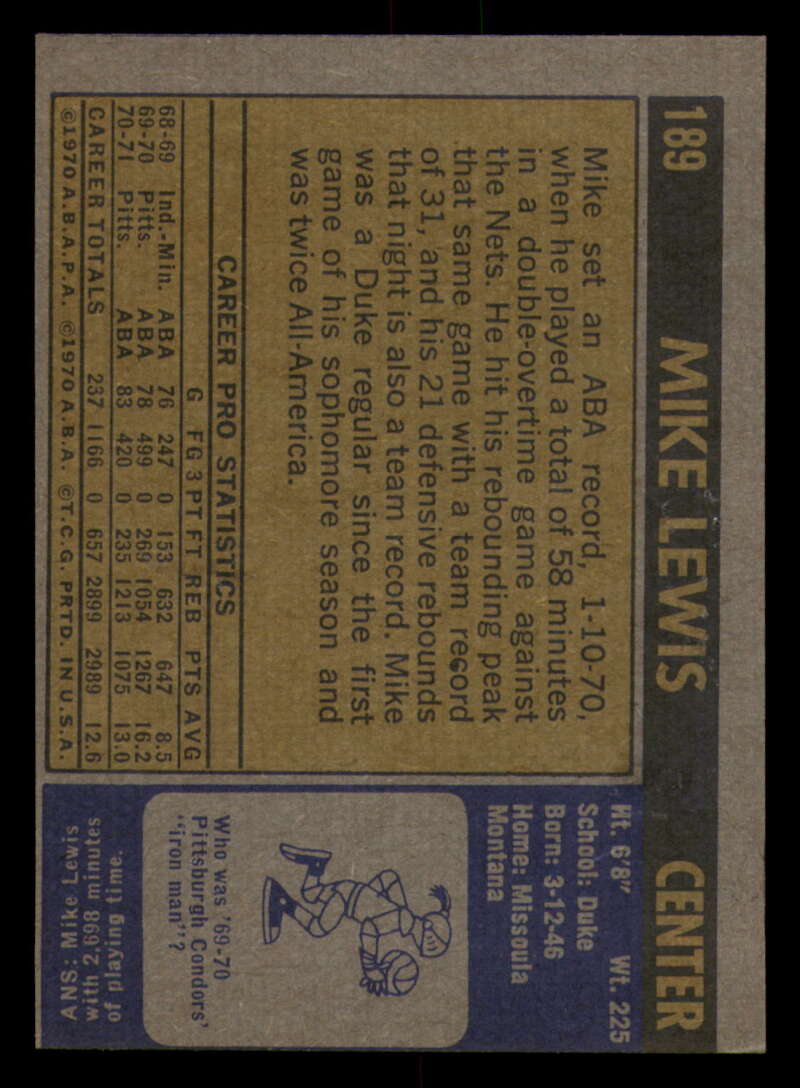 189 MIKE LEWIS CENTER
Mike set an ABA record, 1-10-70,
when he played a total of 58 minutes
in a double-overtime game against
the Nets. He hit his rebounding peak
that same game with a team record
of 31, and his 21 defensive rebounds
that night is also a team record. Mike
was a Duke regular since the first
game of his sophomore season and
was twice All-America.
CAREER PRO STATISTICS
G FG 3PT FT REB PTS AVG
68-69 Ind.-Min. ABA 76 247 0 153 632 647 8.5
69-70 Pitts. ABA 78 499 0 269 1054 1267 16.2
70-71 Pitts. ABA 83 420 0 235 1213 1075 13.0
CAREER TOTALS 237 1166 0 657 2899 2989 12.6
©1970 A.B.A.P.A. ©1970 A.B.A. ©T.C.G. PRTD. IN U.S.A.
Ht. 6'8" Wt. 225
School: Duke
Born: 3-12-46
Home: Missoula
Montana
Who was '69-70
Pittsburgh Condors'
"iron man"?
ANS: Mike Lewis
with 2,698 minutes
of playing time.